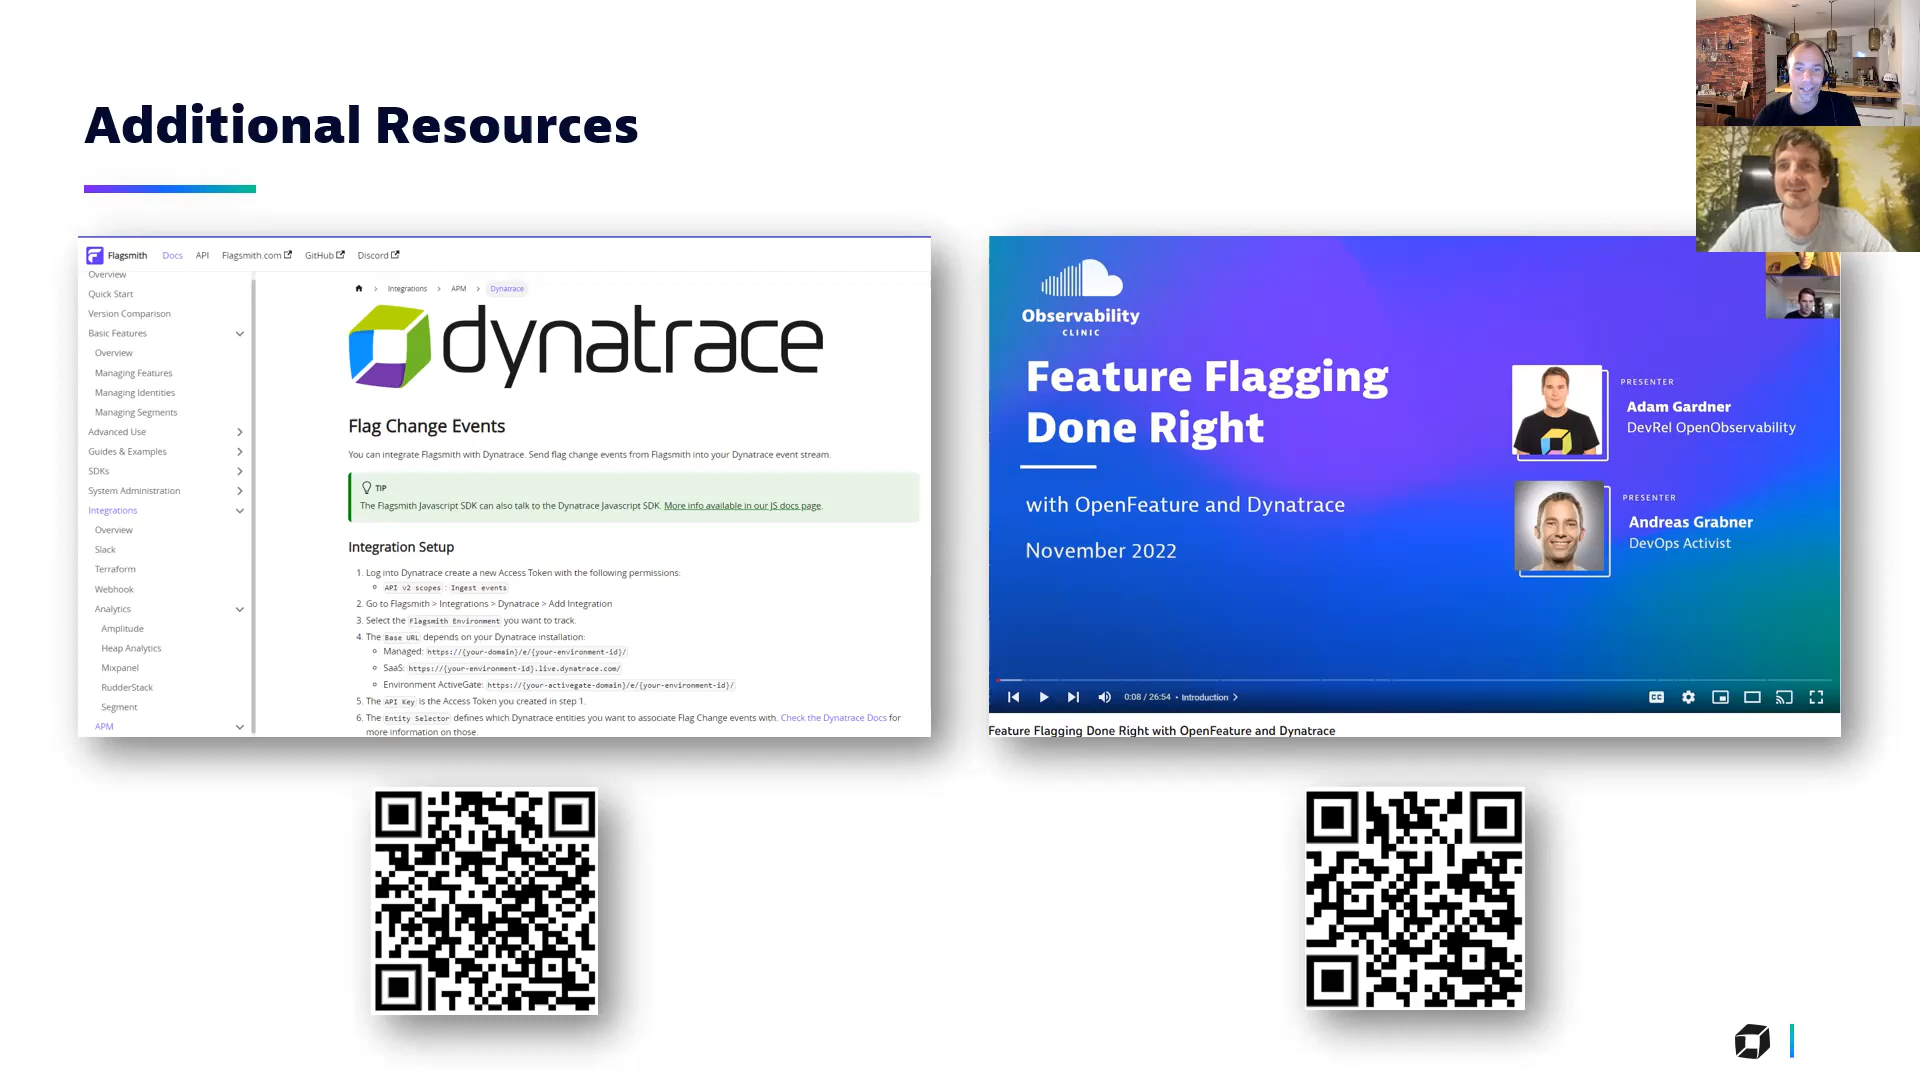 Additional Resources
Flagsmith Docs API Flagsmith.com GitHub Discord
Overview
Quick Start
Version Comparison
Basic Features
Overview
Managing Features
Managing Identities
Managing Segments
Advanced Use
Guides & Examples
SDKs
System Administration
Integrations
Overview
Slack
Terraform
Webhook
Analytics
Amplitude
Heap Analytics
Mixpanel
RudderStack
Segment
APM
Integrations APM Dynatrace
dynatrace
Flag Change Events
You can integrate Flagsmith with Dynatrace. Send flag change events from Flagsmith into your Dynatrace event stream.
TIP
The Flagsmith Javascript SDK can also talk to the Dynatrace Javascript SDK. More info available in our JS docs page.
Integration Setup
1. Log into Dynatrace create a new Access Token with the following permissions:
API v2 scopes : Ingest events
2. Go to Flagsmith > Integrations > Dynatrace > Add Integration
3. Select the Flagsmith Environment you want to track.
4. The Base URL depends on your Dynatrace installation:
Managed: https://{your-domain}/e/{your-environment-id}/
SaaS: https://{your-environment-id}.live.dynatrace.com/
Environment ActiveGate: https://{your-activegate-domain}/e/{your-environment-id}/
5. The API Key is the Access Token you created in step 1.
6. The Entity Selector defines which Dynatrace entities you want to associate Flag Change events with. Check the Dynatrace Docs for
more information on those.
Observability
CLINIC
Feature Flagging
Done Right
with OpenFeature and Dynatrace
November 2022
PRESENTER
Adam Gardner
DevRel OpenObservability
PRESENTER
Andreas Grabner
DevOps Activist
0:08 / 26:54 • Introduction
CC
Feature Flagging Done Right with OpenFeature and Dynatrace